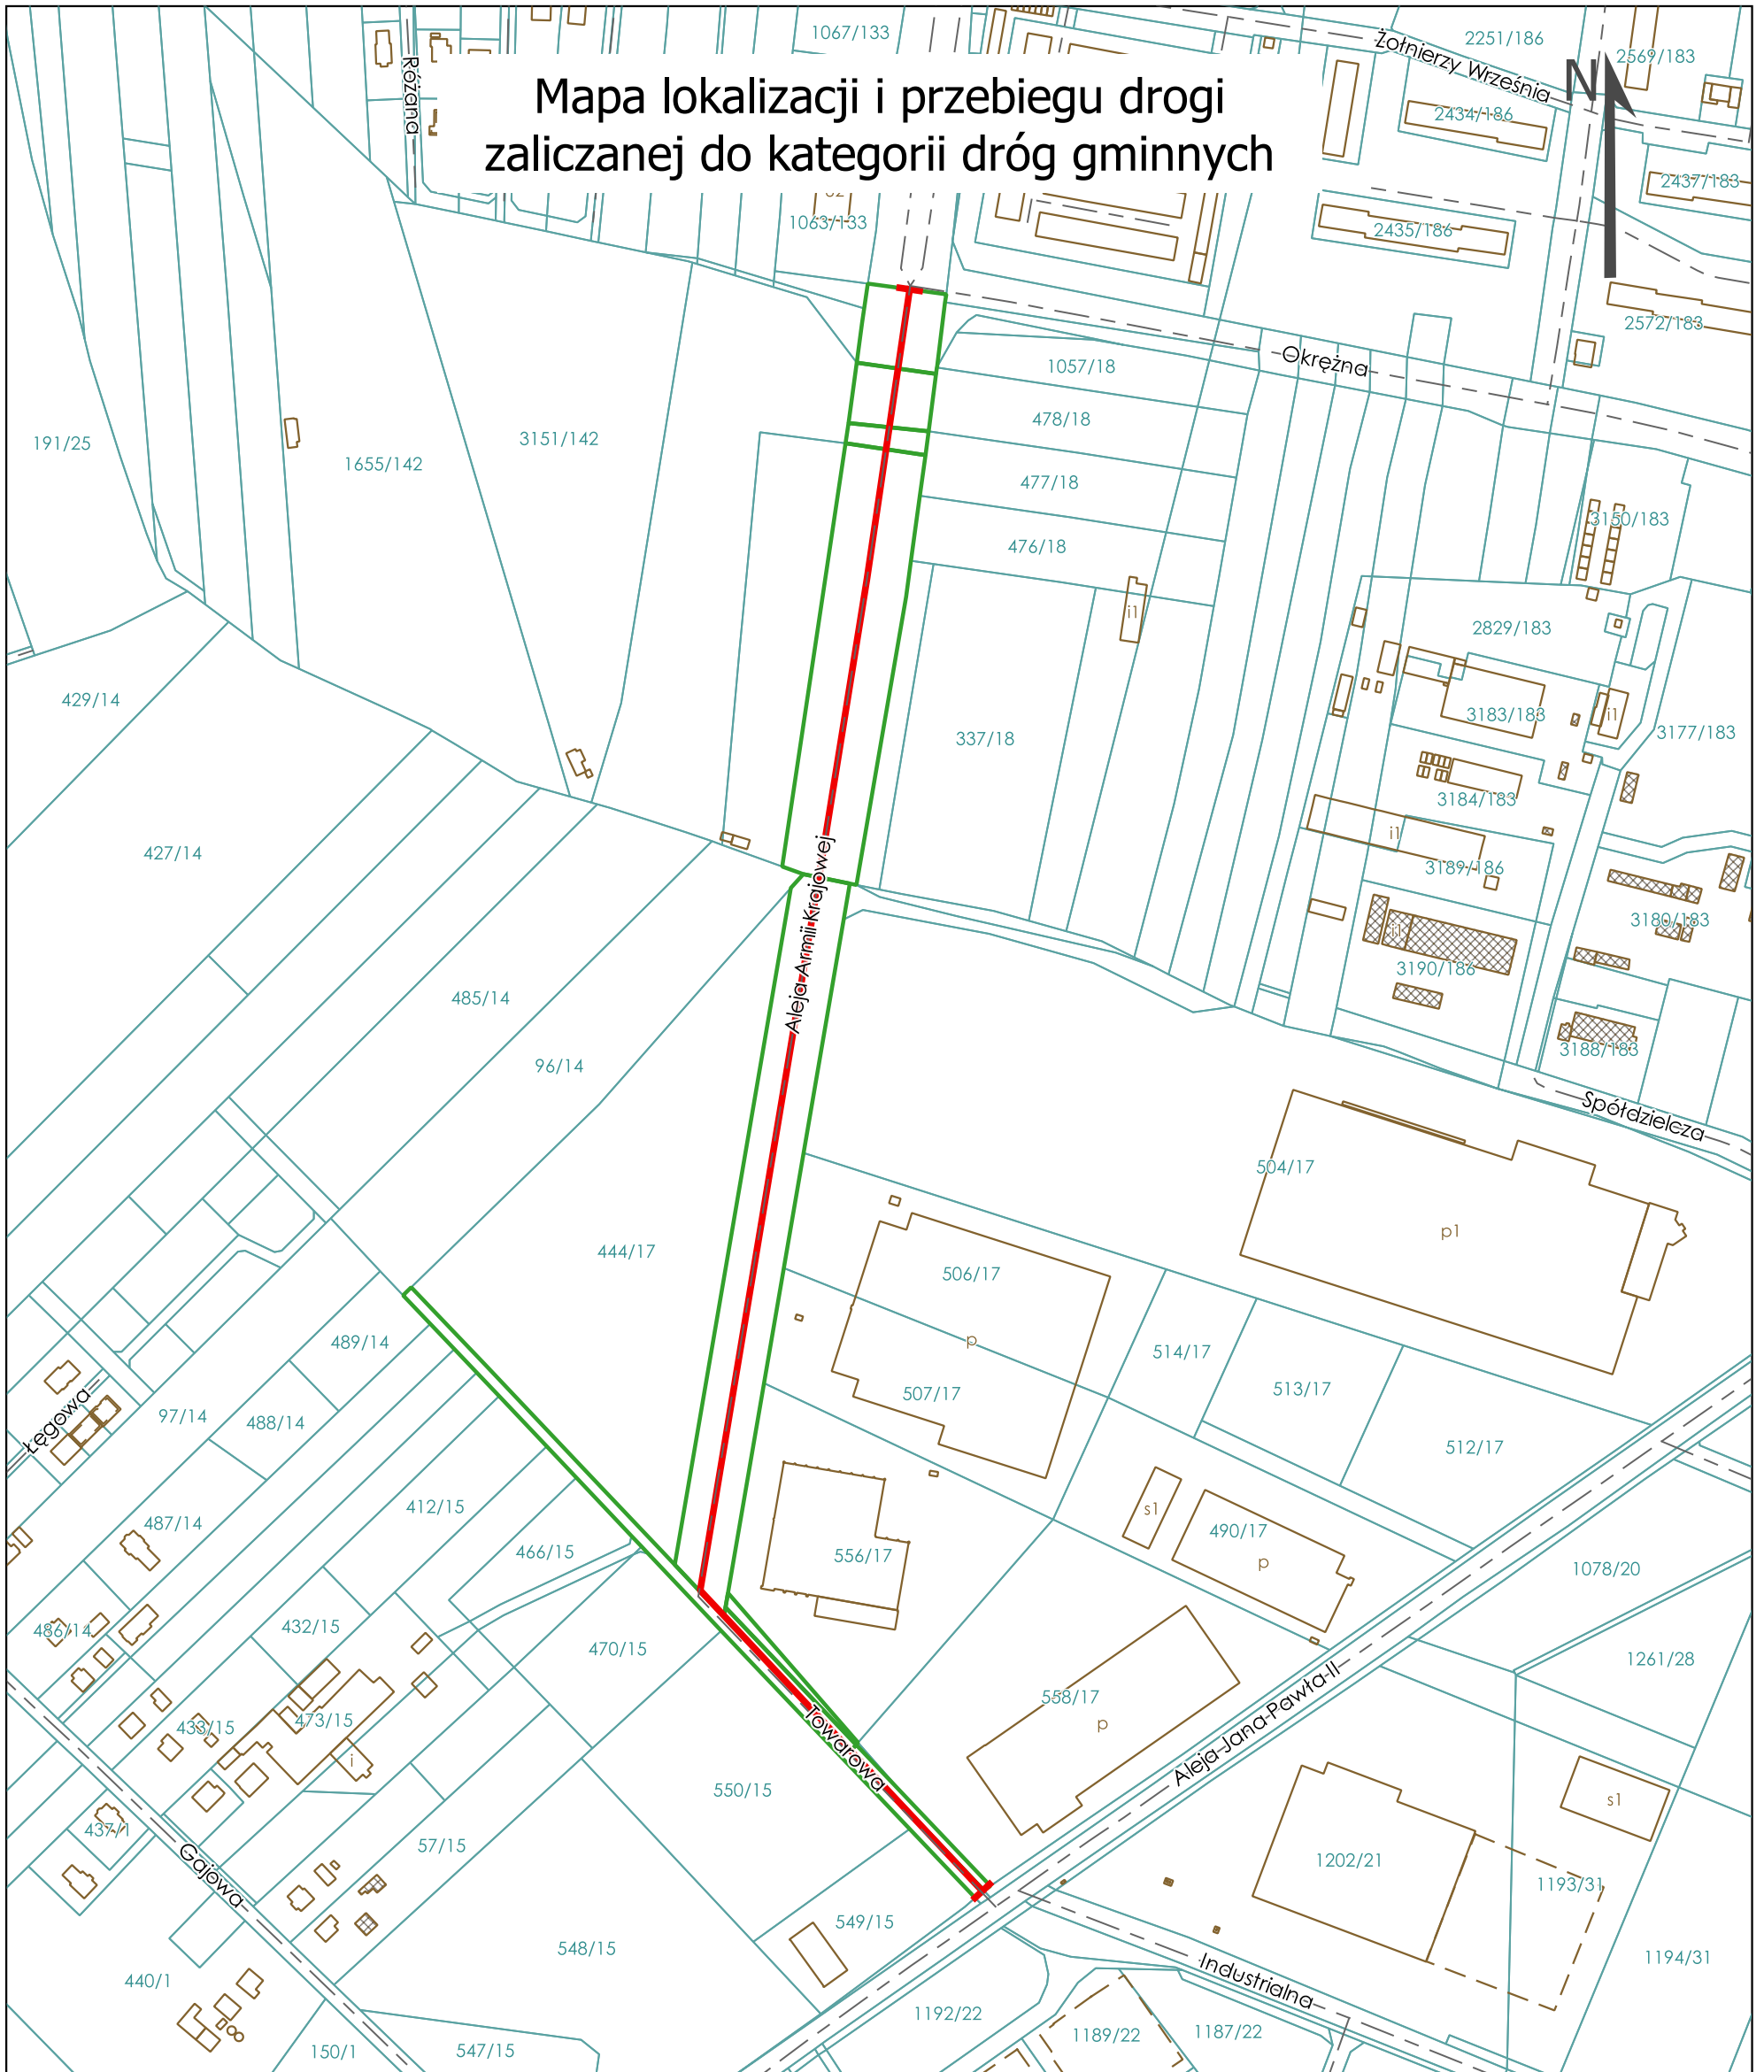 Mapa lokalizacji i przebiegu drogi
zaliczanej do kategorii dróg gminnych
N
1067/133
Różana
Żołnierzy Września
2251/186
2569/183
2434/186
2437/183
1063/133
2435/186
2572/183
Okrężna
1057/18
478/18
191/25
1655/142
3151/142
477/18
3150/183
476/18
i1
2829/183
429/14
3183/183
i1
3177/183
337/18
3184/183
i1
427/14
3189/186
Aleja Armii Krajowej
3180/183
i1
3190/186
485/14
3188/183
96/14
Spółdzielcza
504/17
p1
444/17
506/17
p
489/14
514/17
513/17
507/17
Łęgowa
97/14
488/14
512/17
412/15
s1
487/14
490/17
466/15
556/17
p
1078/20
486/14
432/15
470/15
1261/28
558/17
p
Aleja Jana Pawła II
433/15
473/15
i
Towarowa
550/15
s1
437/1
57/15
1202/21
Gajowa
1193/31
549/15
548/15
1194/31
440/1
Industrialna
1192/22
1189/22
1187/22
150/1
547/15